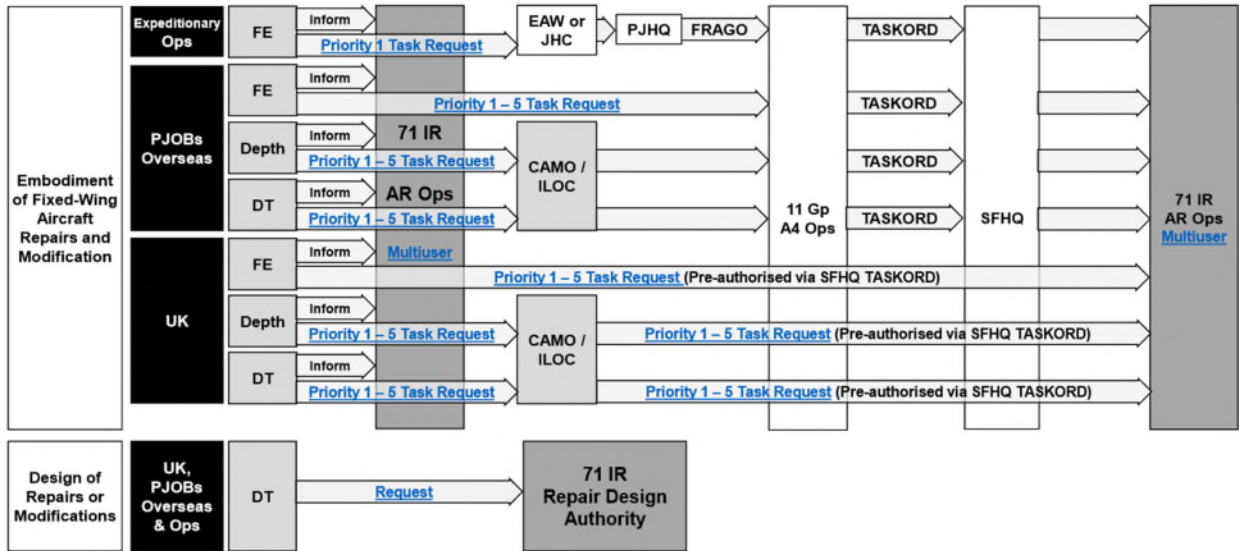 Expeditionary
Ops
FE
Inform
Priority 1 Task Request
EAW or
JHC
PJHQ
FRAGO
TASKORD
Embodiment
of Fixed-Wing
Aircraft
Repairs and
Modification
PJOBs
Overseas
FE
Inform
Priority 1 – 5 Task Request
TASKORD
Depth
Inform
Priority 1 – 5 Task Request
TASKORD
DT
Inform
Priority 1 – 5 Task Request
TASKORD
71 IR
AR Ops
Multiuser
CAMO /
ILOC
11 Gp
A4 Ops
SFHQ
71 IR
AR Ops
Multiuser
UK
FE
Inform
Priority 1 – 5 Task Request (Pre-authorised via SFHQ TASKORD)
Depth
Inform
Priority 1 – 5 Task Request
CAMO /
ILOC
Priority 1 – 5 Task Request (Pre-authorised via SFHQ TASKORD)
DT
Inform
Priority 1 – 5 Task Request
Priority 1 – 5 Task Request (Pre-authorised via SFHQ TASKORD)
Design of
Repairs or
Modifications
UK,
PJOBs
Overseas
& Ops
DT
Request
71 IR
Repair Design
Authority